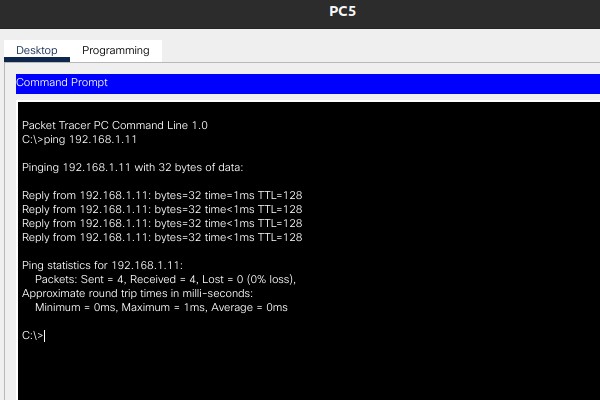 PC5
Desktop Programming
Command Prompt
Packet Tracer PC Command Line 1.0
C:\>ping 192.168.1.11
Pinging 192.168.1.11 with 32 bytes of data:
Reply from 192.168.1.11: bytes=32 time=1ms TTL=128
Reply from 192.168.1.11: bytes=32 time<1ms TTL=128
Reply from 192.168.1.11: bytes=32 time<1ms TTL=128
Reply from 192.168.1.11: bytes=32 time<1ms TTL=128
Ping statistics for 192.168.1.11:
Packets: Sent = 4, Received = 4, Lost = 0 (0% loss),
Approximate round trip times in milli-seconds:
Minimum = 0ms, Maximum = 1ms, Average = 0ms
C:\>